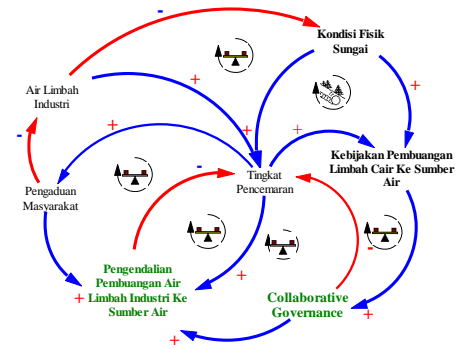 -
Kondisi Fisik
Sungai
Air Limbah
Industri
+
+
+
+
+
-
Kebijakan Pembuangan
Limbah Cair Ke Sumber
Air
Tingkat
Pencemaran
-
Pengaduan
Masyarakat
-
Pengendalian
Pembuangan Air
+ Limbah Industri Ke
Sumber Air
+
Collaborative
Governance
+
+